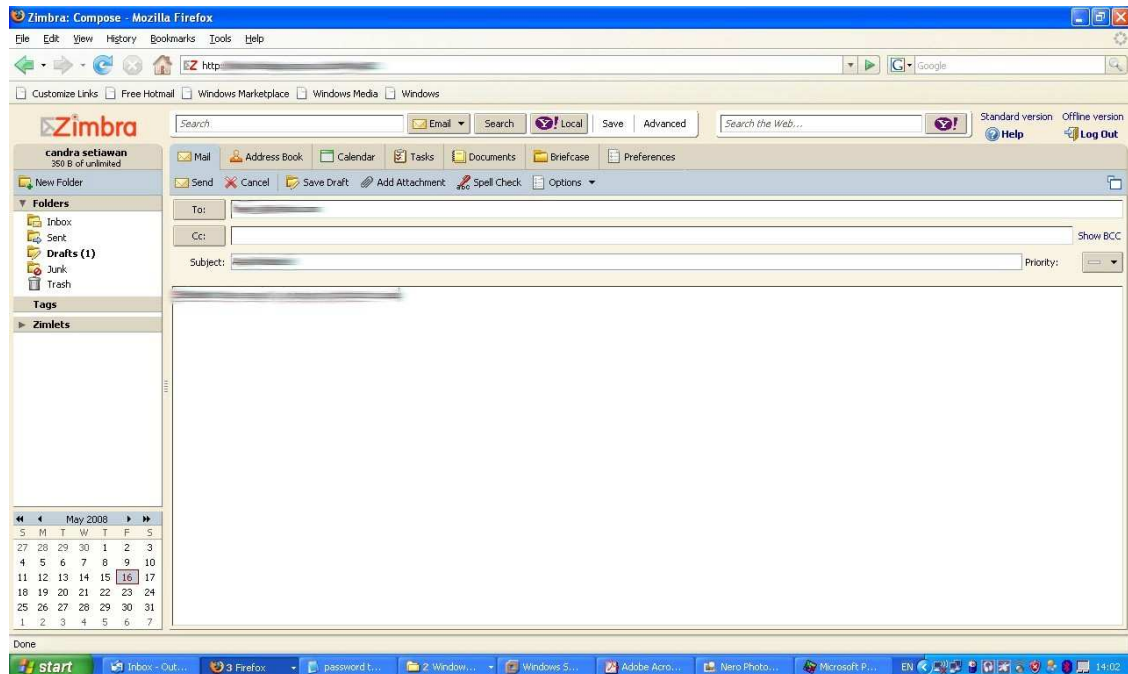 Zimbra: Compose - Mozilla Firefox
File Edit View History Bookmarks Tools Help
http:
G Google
Customize Links Free Hotmail Windows Marketplace Windows Media Windows
Zimbra
Search Email Search Y! Local Save Advanced Search the Web... Y! Standard version Offline version
Help Log Out
candra setiawan
350 B of unlimited
Mail Address Book Calendar Tasks Documents Briefcase Preferences
New Folder
Send Cancel Save Draft Add Attachment Spell Check Options
Folders
Inbox
Sent
Drafts (1)
Junk
Trash
Tags
Zimlets
To:
Cc: Show BCC
Subject: Priority:
May 2008
S M T W T F S
27 28 29 30 1 2 3
4 5 6 7 8 9 10
11 12 13 14 15 16 17
18 19 20 21 22 23 24
25 26 27 28 29 30 31
1 2 3 4 5 6 7
Done
start Inbox - Out... 3 Firefox password t... 2 Window... Windows S... Adobe Acro... Nero Photo... Microsoft P... EN 14:02